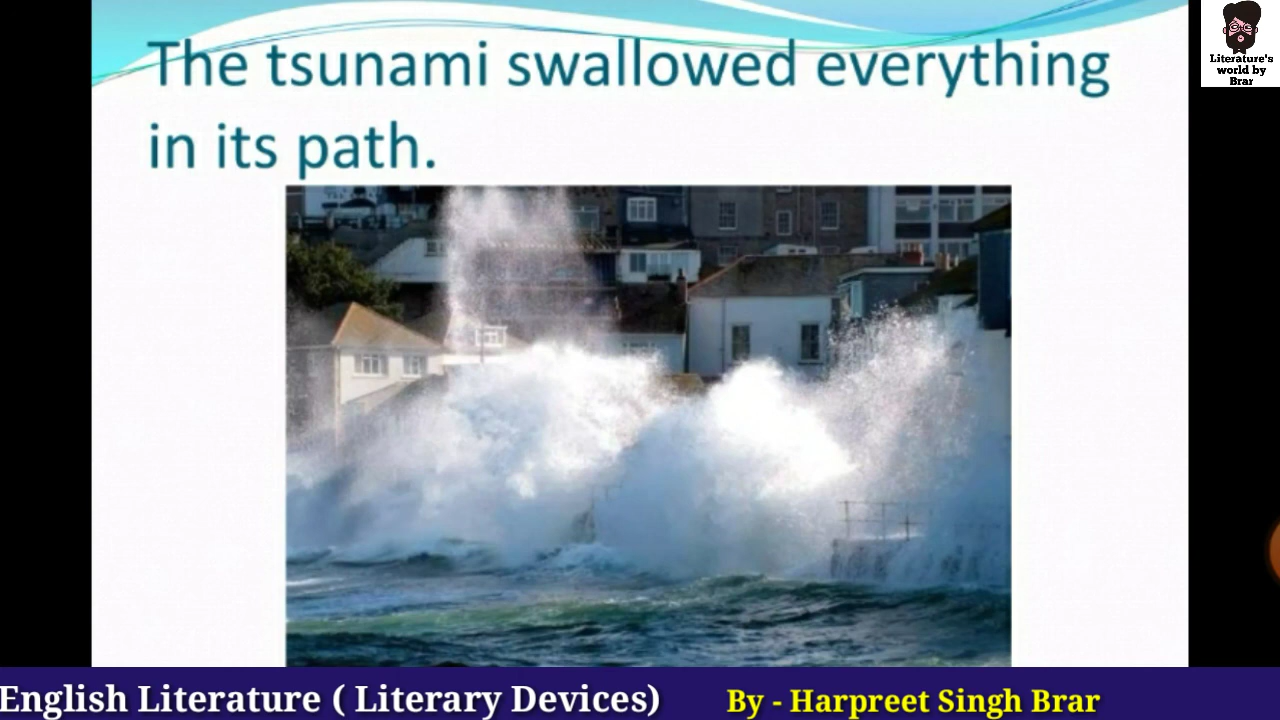 The tsunami swallowed everything
in its path.
Literature's
world by
Brar
English Literature ( Literary Devices)
By - Harpreet Singh Brar